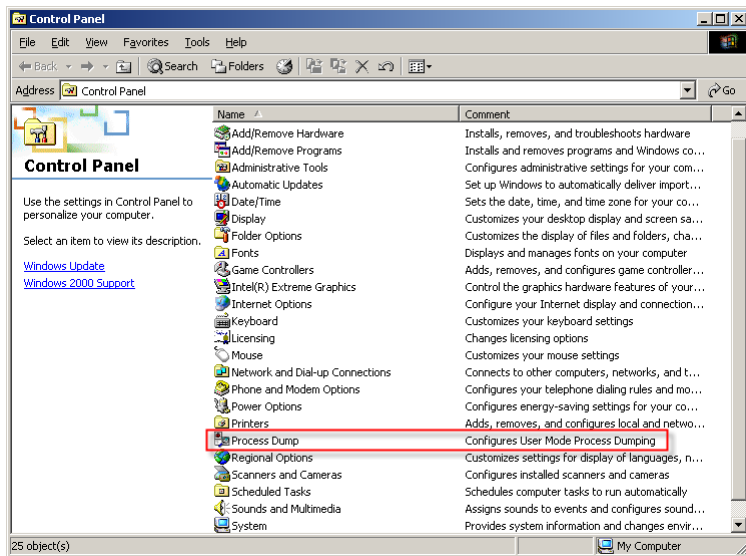 Control Panel
File Edit View Favorites Tools Help
Back Search Folders
Address Control Panel Go
Control Panel
Use the settings in Control Panel to
personalize your computer.
Select an item to view its description.
Windows Update
Windows 2000 Support
Name Comment
Add/Remove Hardware Installs, removes, and troubleshoots hardware
Add/Remove Programs Installs and removes programs and Windows co...
Administrative Tools Configures administrative settings for your com...
Automatic Updates Set up Windows to automatically deliver import...
Date/Time Sets the date, time, and time zone for your co...
Display Customizes your desktop display and screen sa...
Folder Options Customizes the display of files and folders, cha...
Fonts Displays and manages fonts on your computer
Game Controllers Adds, removes, and configures game controller...
Intel(R) Extreme Graphics Control the graphics hardware features of your...
Internet Options Configure your Internet display and connection...
Keyboard Customizes your keyboard settings
Licensing Changes licensing options
Mouse Customizes your mouse settings
Network and Dial-up Connections Connects to other computers, networks, and t...
Phone and Modem Options Configures your telephone dialing rules and mo...
Power Options Configures energy-saving settings for your co...
Printers Adds, removes, and configures local and netwo...
Process Dump Configures User Mode Process Dumping
Regional Options Customizes settings for display of languages, n...
Scanners and Cameras Configures installed scanners and cameras
Scheduled Tasks Schedules computer tasks to run automatically
Sounds and Multimedia Assigns sounds to events and configures sound...
System Provides system information and changes envir...
25 object(s) My Computer